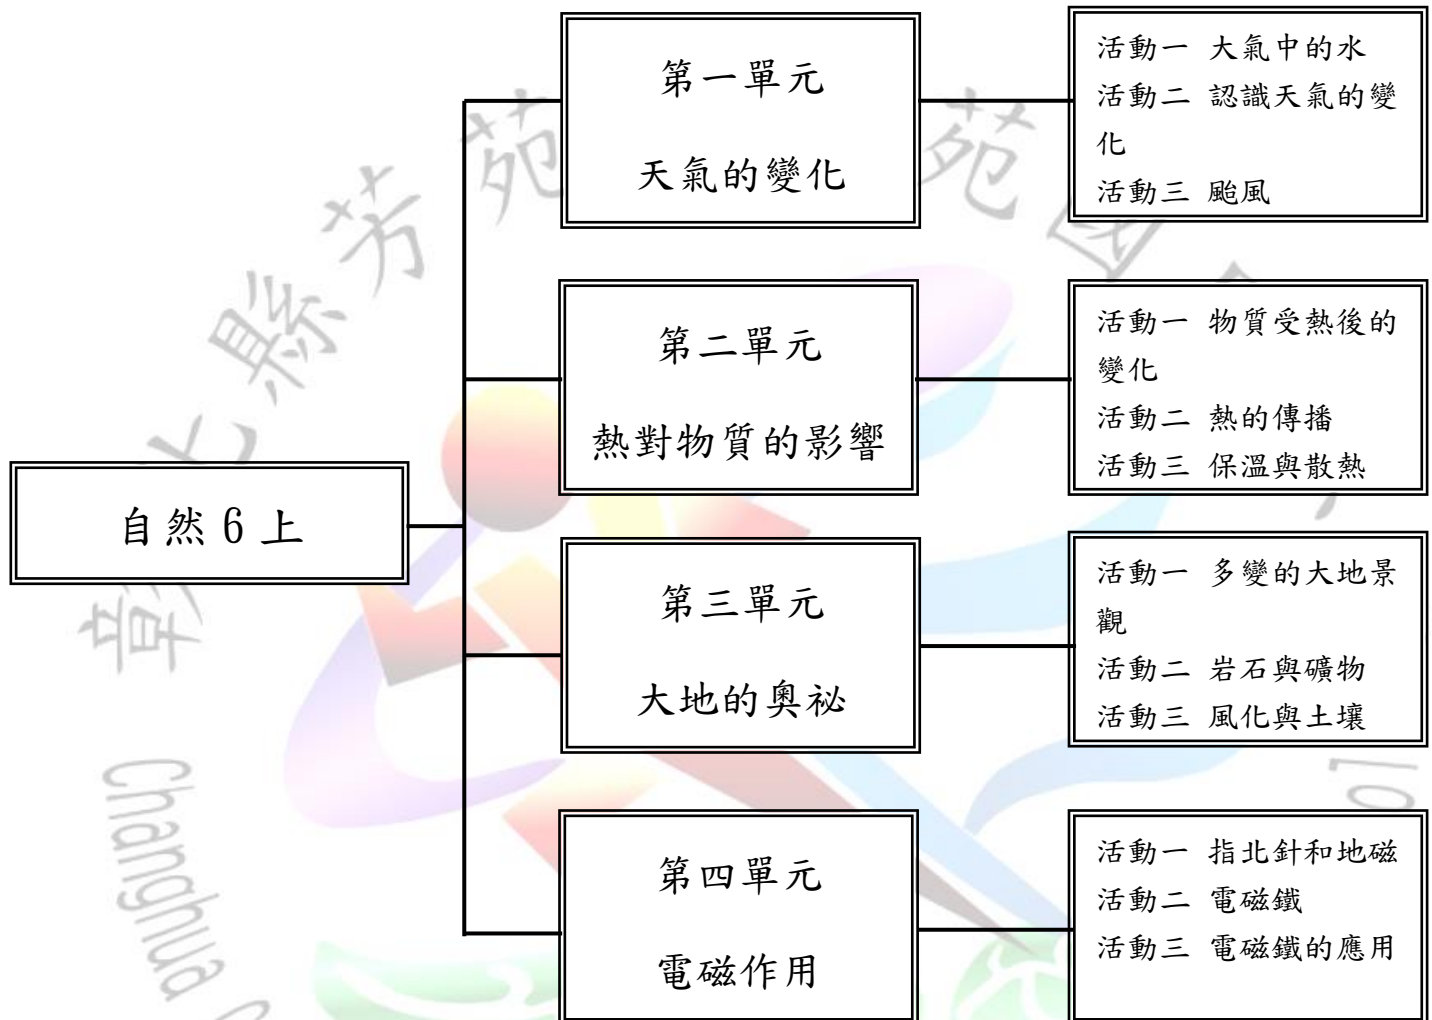 自然 6 上
第一單元
天氣的變化
活動一 大氣中的水
活動二 認識天氣的變
化
活動三 颱風
第二單元
熱對物質的影響
活動一 物質受熱後的
變化
活動二 熱的傳播
活動三 保溫與散熱
第三單元
大地的奧祕
活動一 多變的大地景
觀
活動二 岩石與礦物
活動三 風化與土壤
第四單元
電磁作用
活動一 指北針和地磁
活動二 電磁鐵
活動三 電磁鐵的應用
Changhua